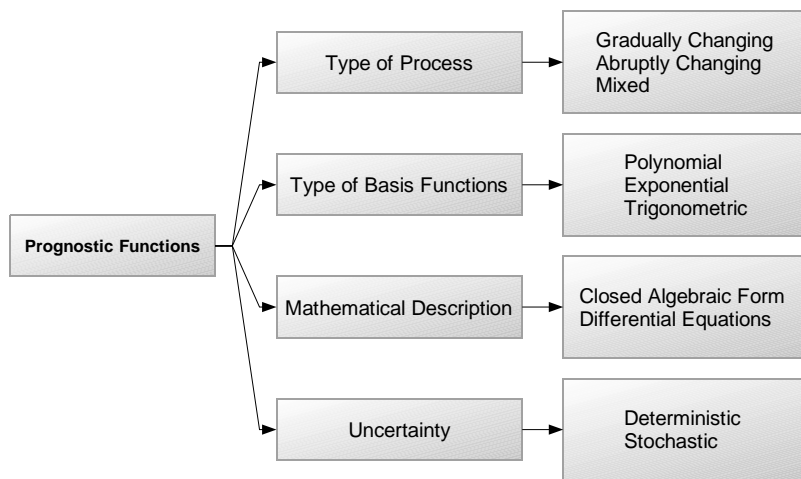 Prognostic Functions
Type of Process
Gradually Changing
Abruptly Changing
Mixed
Type of Basis Functions
Polynomial
Exponential
Trigonometric
Mathematical Description
Closed Algebraic Form
Differential Equations
Uncertainty
Deterministic
Stochastic